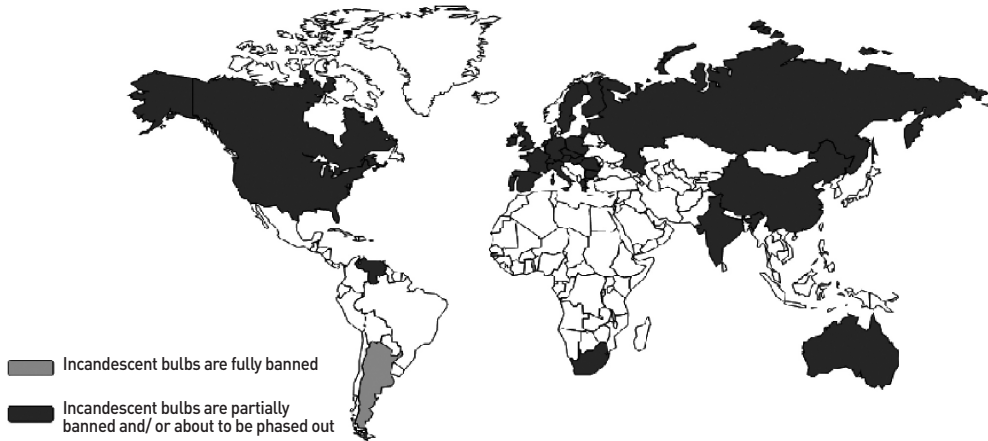 Incandescent bulbs are fully banned
Incandescent bulbs are partially
banned and/ or about to be phased out